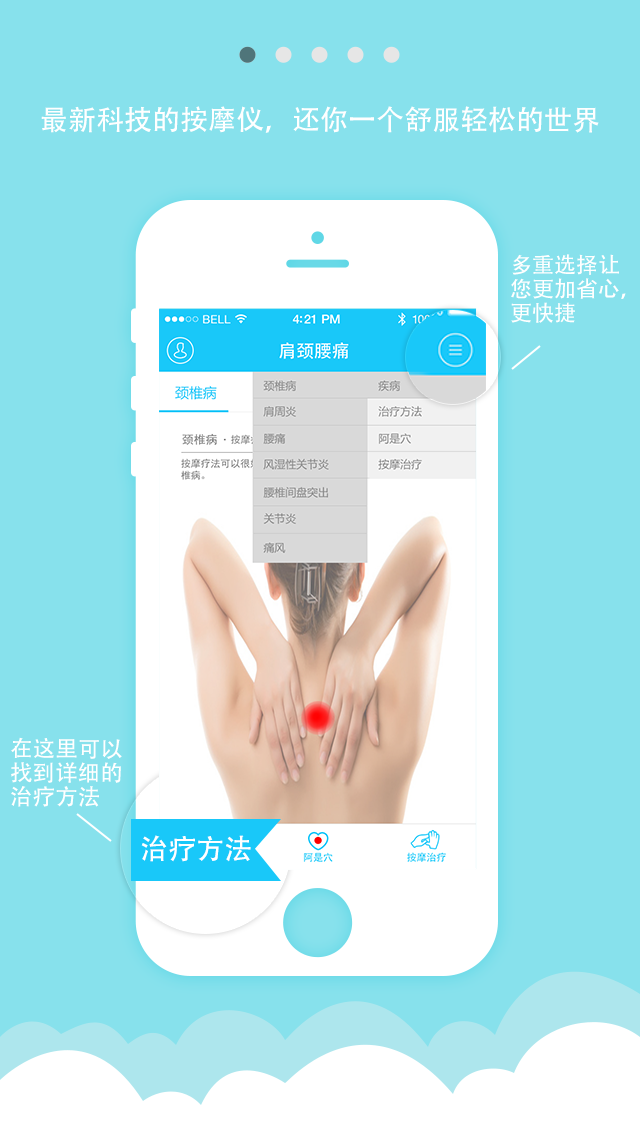 最新科技的按摩仪，还你一个舒服轻松的世界
多重选择让
您更加省心,
更快捷
BELL 4:21 PM
肩颈腰痛
颈椎病
颈椎病 疾病
肩周炎 治疗方法
腰痛 阿是穴
风湿性关节炎 按摩治疗
腰椎间盘突出
关节炎
痛风
颈椎病 · 按摩
按摩疗法可以很
椎病。
在这里可以
找到详细的
治疗方法
治疗方法
阿是穴
按摩治疗